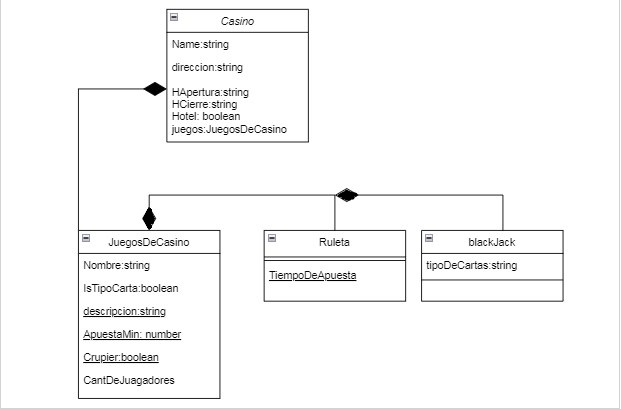 Casino
Name:string
direccion:string
HApertura:string
HCierre:string
Hotel: boolean
juegos:JuegosDeCasino
JuegosDeCasino
Nombre:string
IsTipoCarta:boolean
descripcion:string
ApuestaMin: number
Crupier:boolean
CantDeJuagadores
Ruleta
TiempoDeApuesta
blackJack
tipoDeCartas:string